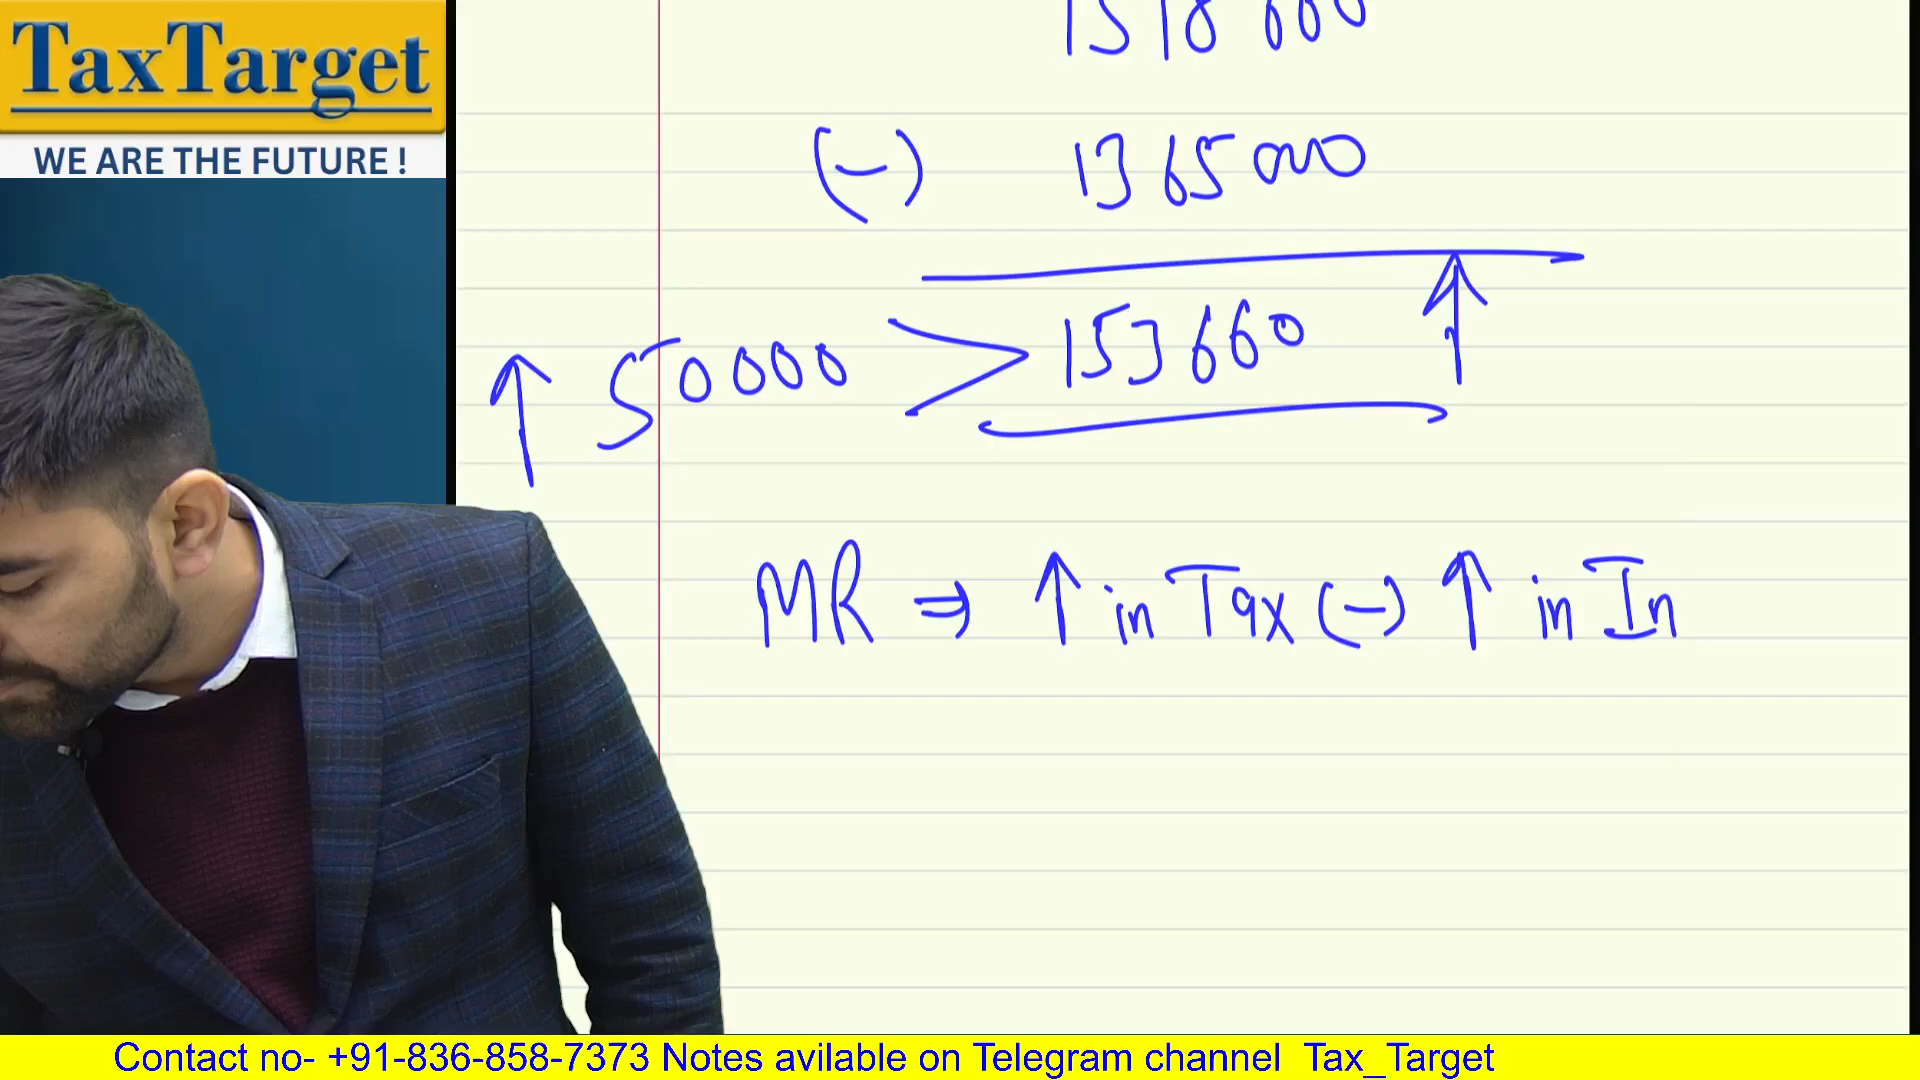 TaxTarget
WE ARE THE FUTURE !
(-) 1365000
↑ 50000 > 153660 ↑
MR ⇒ ↑ in Tax (-) ↑ in In
Contact no- +91-836-858-7373 Notes avilable on Telegram channel Tax_Target